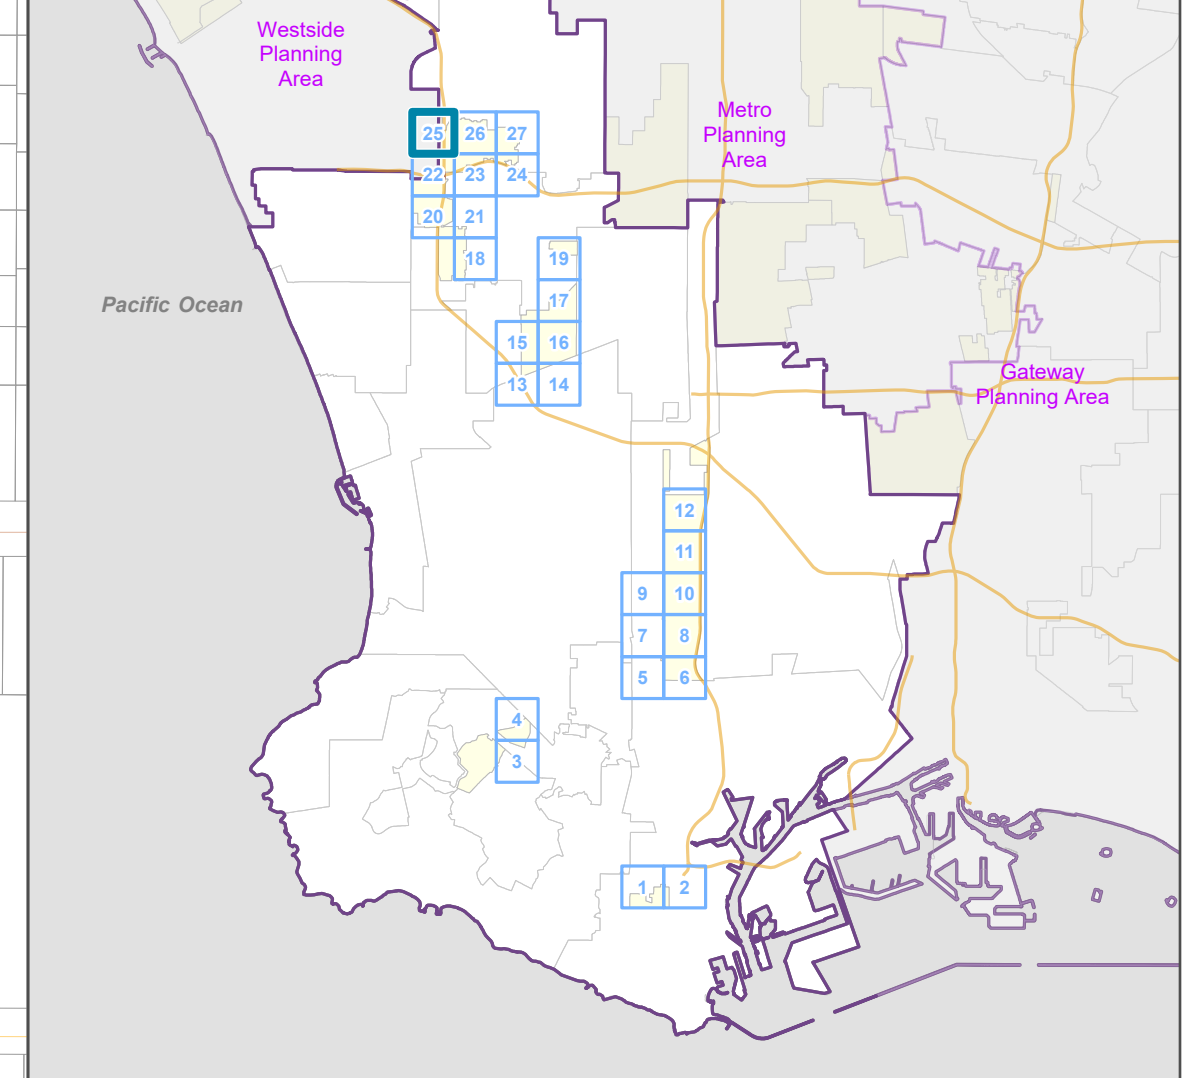 Westside
Planning
Area
Metro
Planning
Area
25 26 27
22 23 24
20 21
18 19
Pacific Ocean
17
15 16
Gateway
Planning Area
13 14
12
11
9 10
7 8
5 6
4
3
1 2